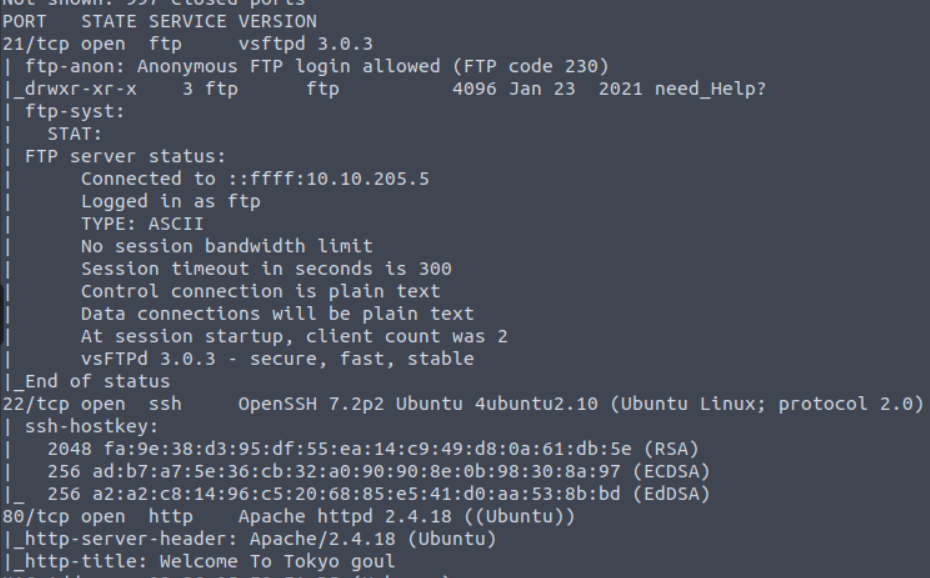 PORT   STATE SERVICE VERSION
21/tcp open  ftp     vsftpd 3.0.3
| ftp-anon: Anonymous FTP login allowed (FTP code 230)
|_drwxr-xr-x    3 ftp      ftp          4096 Jan 23  2021 need_Help?
| ftp-syst:
|   STAT:
| FTP server status:
|      Connected to ::ffff:10.10.205.5
|      Logged in as ftp
|      TYPE: ASCII
|      No session bandwidth limit
|      Session timeout in seconds is 300
|      Control connection is plain text
|      Data connections will be plain text
|      At session startup, client count was 2
|      vsFTPd 3.0.3 - secure, fast, stable
|_End of status
22/tcp open  ssh     OpenSSH 7.2p2 Ubuntu 4ubuntu2.10 (Ubuntu Linux; protocol 2.0)
| ssh-hostkey:
|   2048 fa:9e:38:d3:95:df:55:ea:14:c9:49:d8:0a:61:db:5e (RSA)
|   256 ad:b7:a7:5e:36:cb:32:a0:90:90:8e:0b:98:30:8a:97 (ECDSA)
|_  256 a2:a2:c8:14:96:c5:20:68:85:e5:41:d0:aa:53:8b:bd (EdDSA)
80/tcp open  http    Apache httpd 2.4.18 ((Ubuntu))
|_http-server-header: Apache/2.4.18 (Ubuntu)
|_http-title: Welcome To Tokyo goul